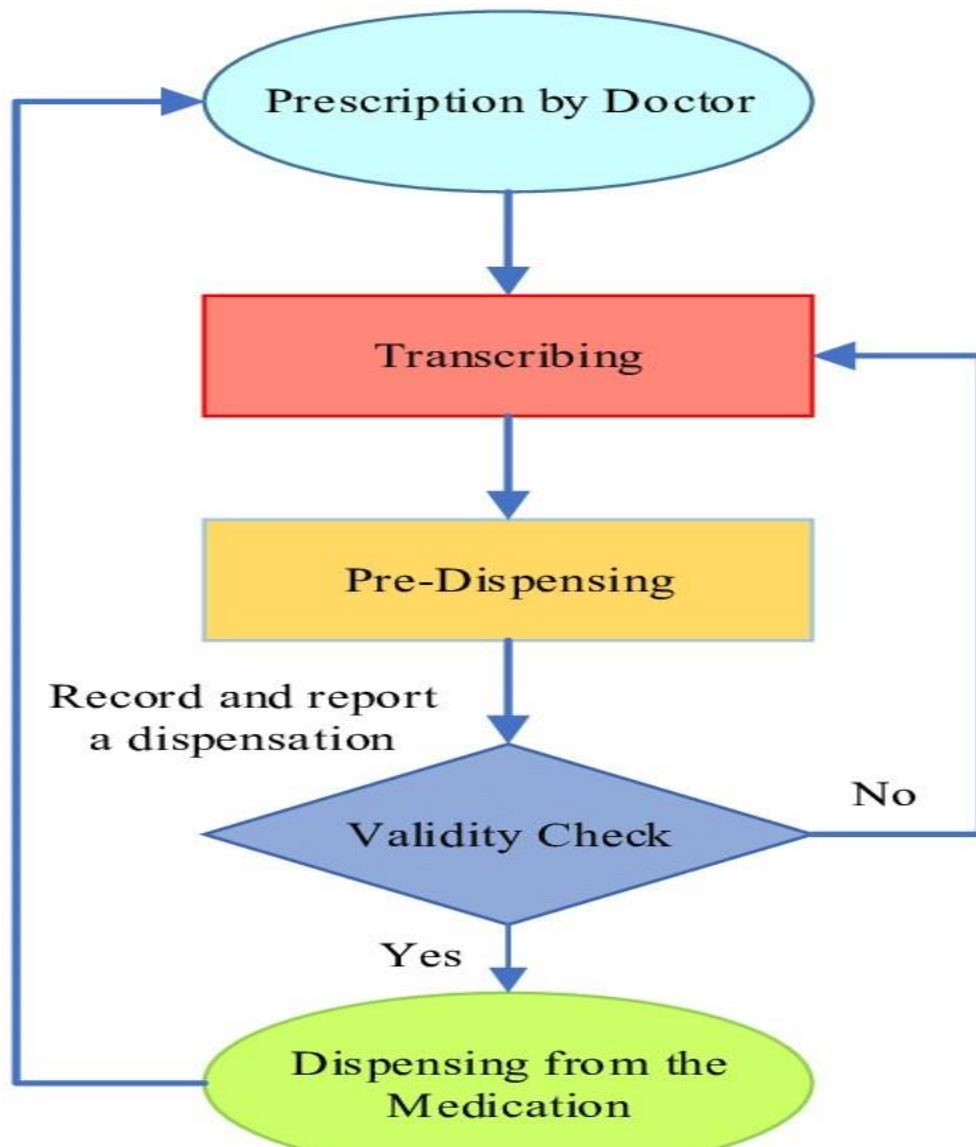 Prescription by Doctor
Transcribing
Pre-Dispensing
Record and report
a dispensation
Validity Check
No
Yes
Dispensing from the
Medication